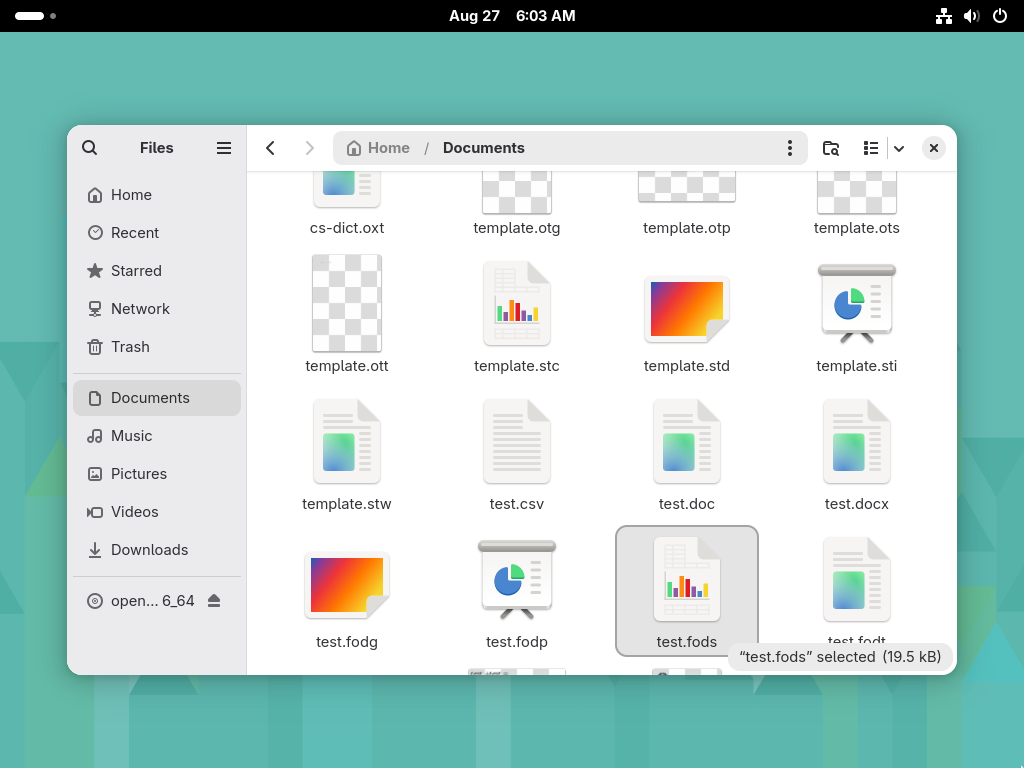 Aug 27 6:03 AM
Files
Home / Documents
Home
Recent
Starred
Network
Trash
Documents
Music
Pictures
Videos
Downloads
open... 6_64
cs-dict.oxt template.otg template.otp template.ots
template.ott template.stc template.std template.sti
template.stw test.csv test.doc test.docx
test.fodg test.fodp test.fods test.fodt
“test.fods” selected (19.5 kB)